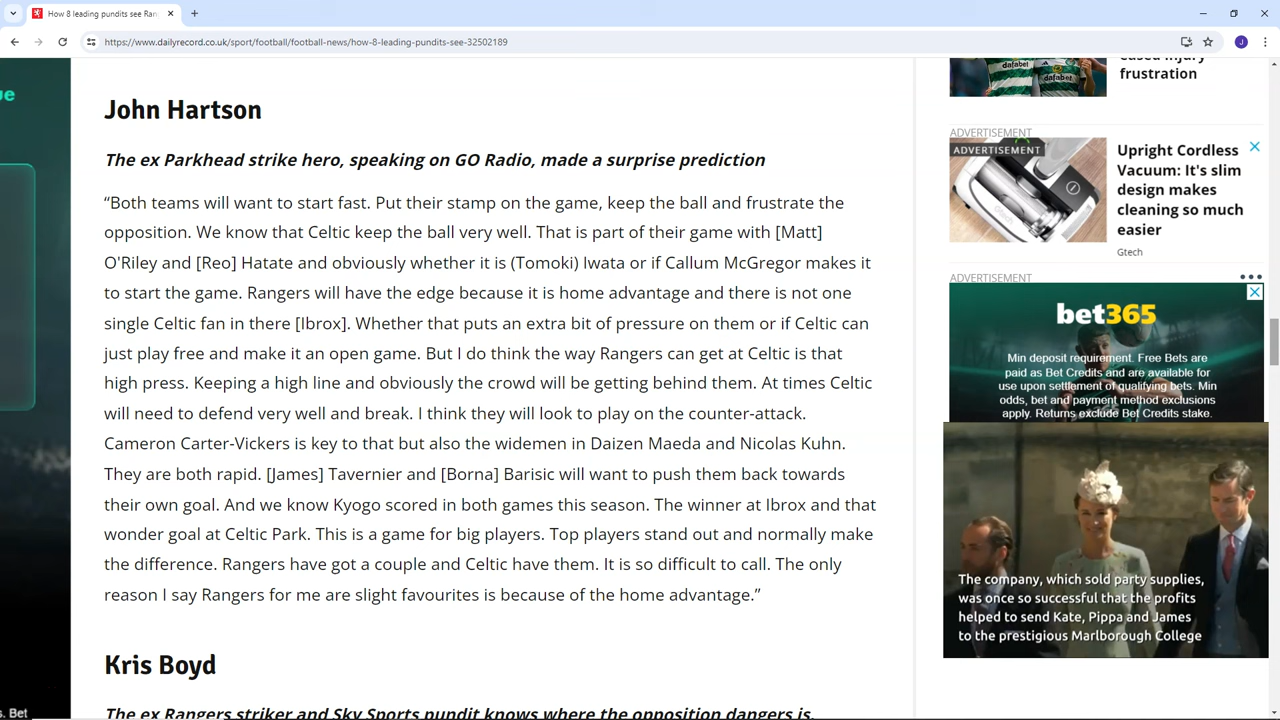 How 8 leading pundits see Ran
https://www.dailyrecord.co.uk/sport/football/football-news/how-8-leading-pundits-see-32502189
J
ue
John Hartson
The ex Parkhead strike hero, speaking on GO Radio, made a surprise prediction
“Both teams will want to start fast. Put their stamp on the game, keep the ball and frustrate the
opposition. We know that Celtic keep the ball very well. That is part of their game with [Matt]
O'Riley and [Reo] Hatate and obviously whether it is (Tomoki) Iwata or if Callum McGregor makes it
to start the game. Rangers will have the edge because it is home advantage and there is not one
single Celtic fan in there [Ibrox]. Whether that puts an extra bit of pressure on them or if Celtic can
just play free and make it an open game. But I do think the way Rangers can get at Celtic is that
high press. Keeping a high line and obviously the crowd will be getting behind them. At times Celtic
will need to defend very well and break. I think they will look to play on the counter-attack.
Cameron Carter-Vickers is key to that but also the widemen in Daizen Maeda and Nicolas Kuhn.
They are both rapid. [James] Tavernier and [Borna] Barisic will want to push them back towards
their own goal. And we know Kyogo scored in both games this season. The winner at Ibrox and that
wonder goal at Celtic Park. This is a game for big players. Top players stand out and normally make
the difference. Rangers have got a couple and Celtic have them. It is so difficult to call. The only
reason I say Rangers for me are slight favourites is because of the home advantage.”
Kris Boyd
The ex Rangers striker and Sky Sports pundit knows where the opposition dangers is.
s. Bet
dafabet
dafabet
frustration
ADVERTISEMENT
ADVERTISEMENT
Upright Cordless
Vacuum: It's slim
design makes
cleaning so much
easier
Gtech
ADVERTISEMENT
bet365
Min deposit requirement. Free Bets are
paid as Bet Credits and are available for
use upon settlement of qualifying bets. Min
odds, bet and payment method exclusions
apply. Returns exclude Bet Credits stake.
The company, which sold party supplies,
was once so successful that the profits
helped to send Kate, Pippa and James
to the prestigious Marlborough College